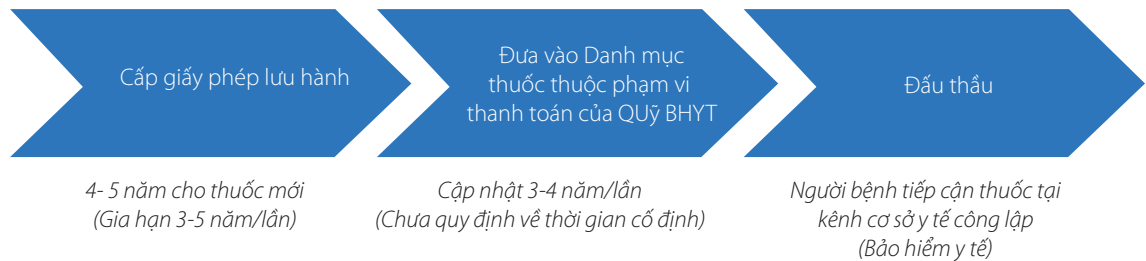 Cấp giấy phép lưu hành
Đưa vào Danh mục
thuốc thuộc phạm vi
thanh toán của QUỹ BHYT
Đấu thầu
4- 5 năm cho thuốc mới
(Gia hạn 3-5 năm/lần)
Cập nhật 3-4 năm/lần
(Chưa quy định về thời gian cố định)
Người bệnh tiếp cận thuốc tại
kênh cơ sở y tế công lập
(Bảo hiểm y tế)